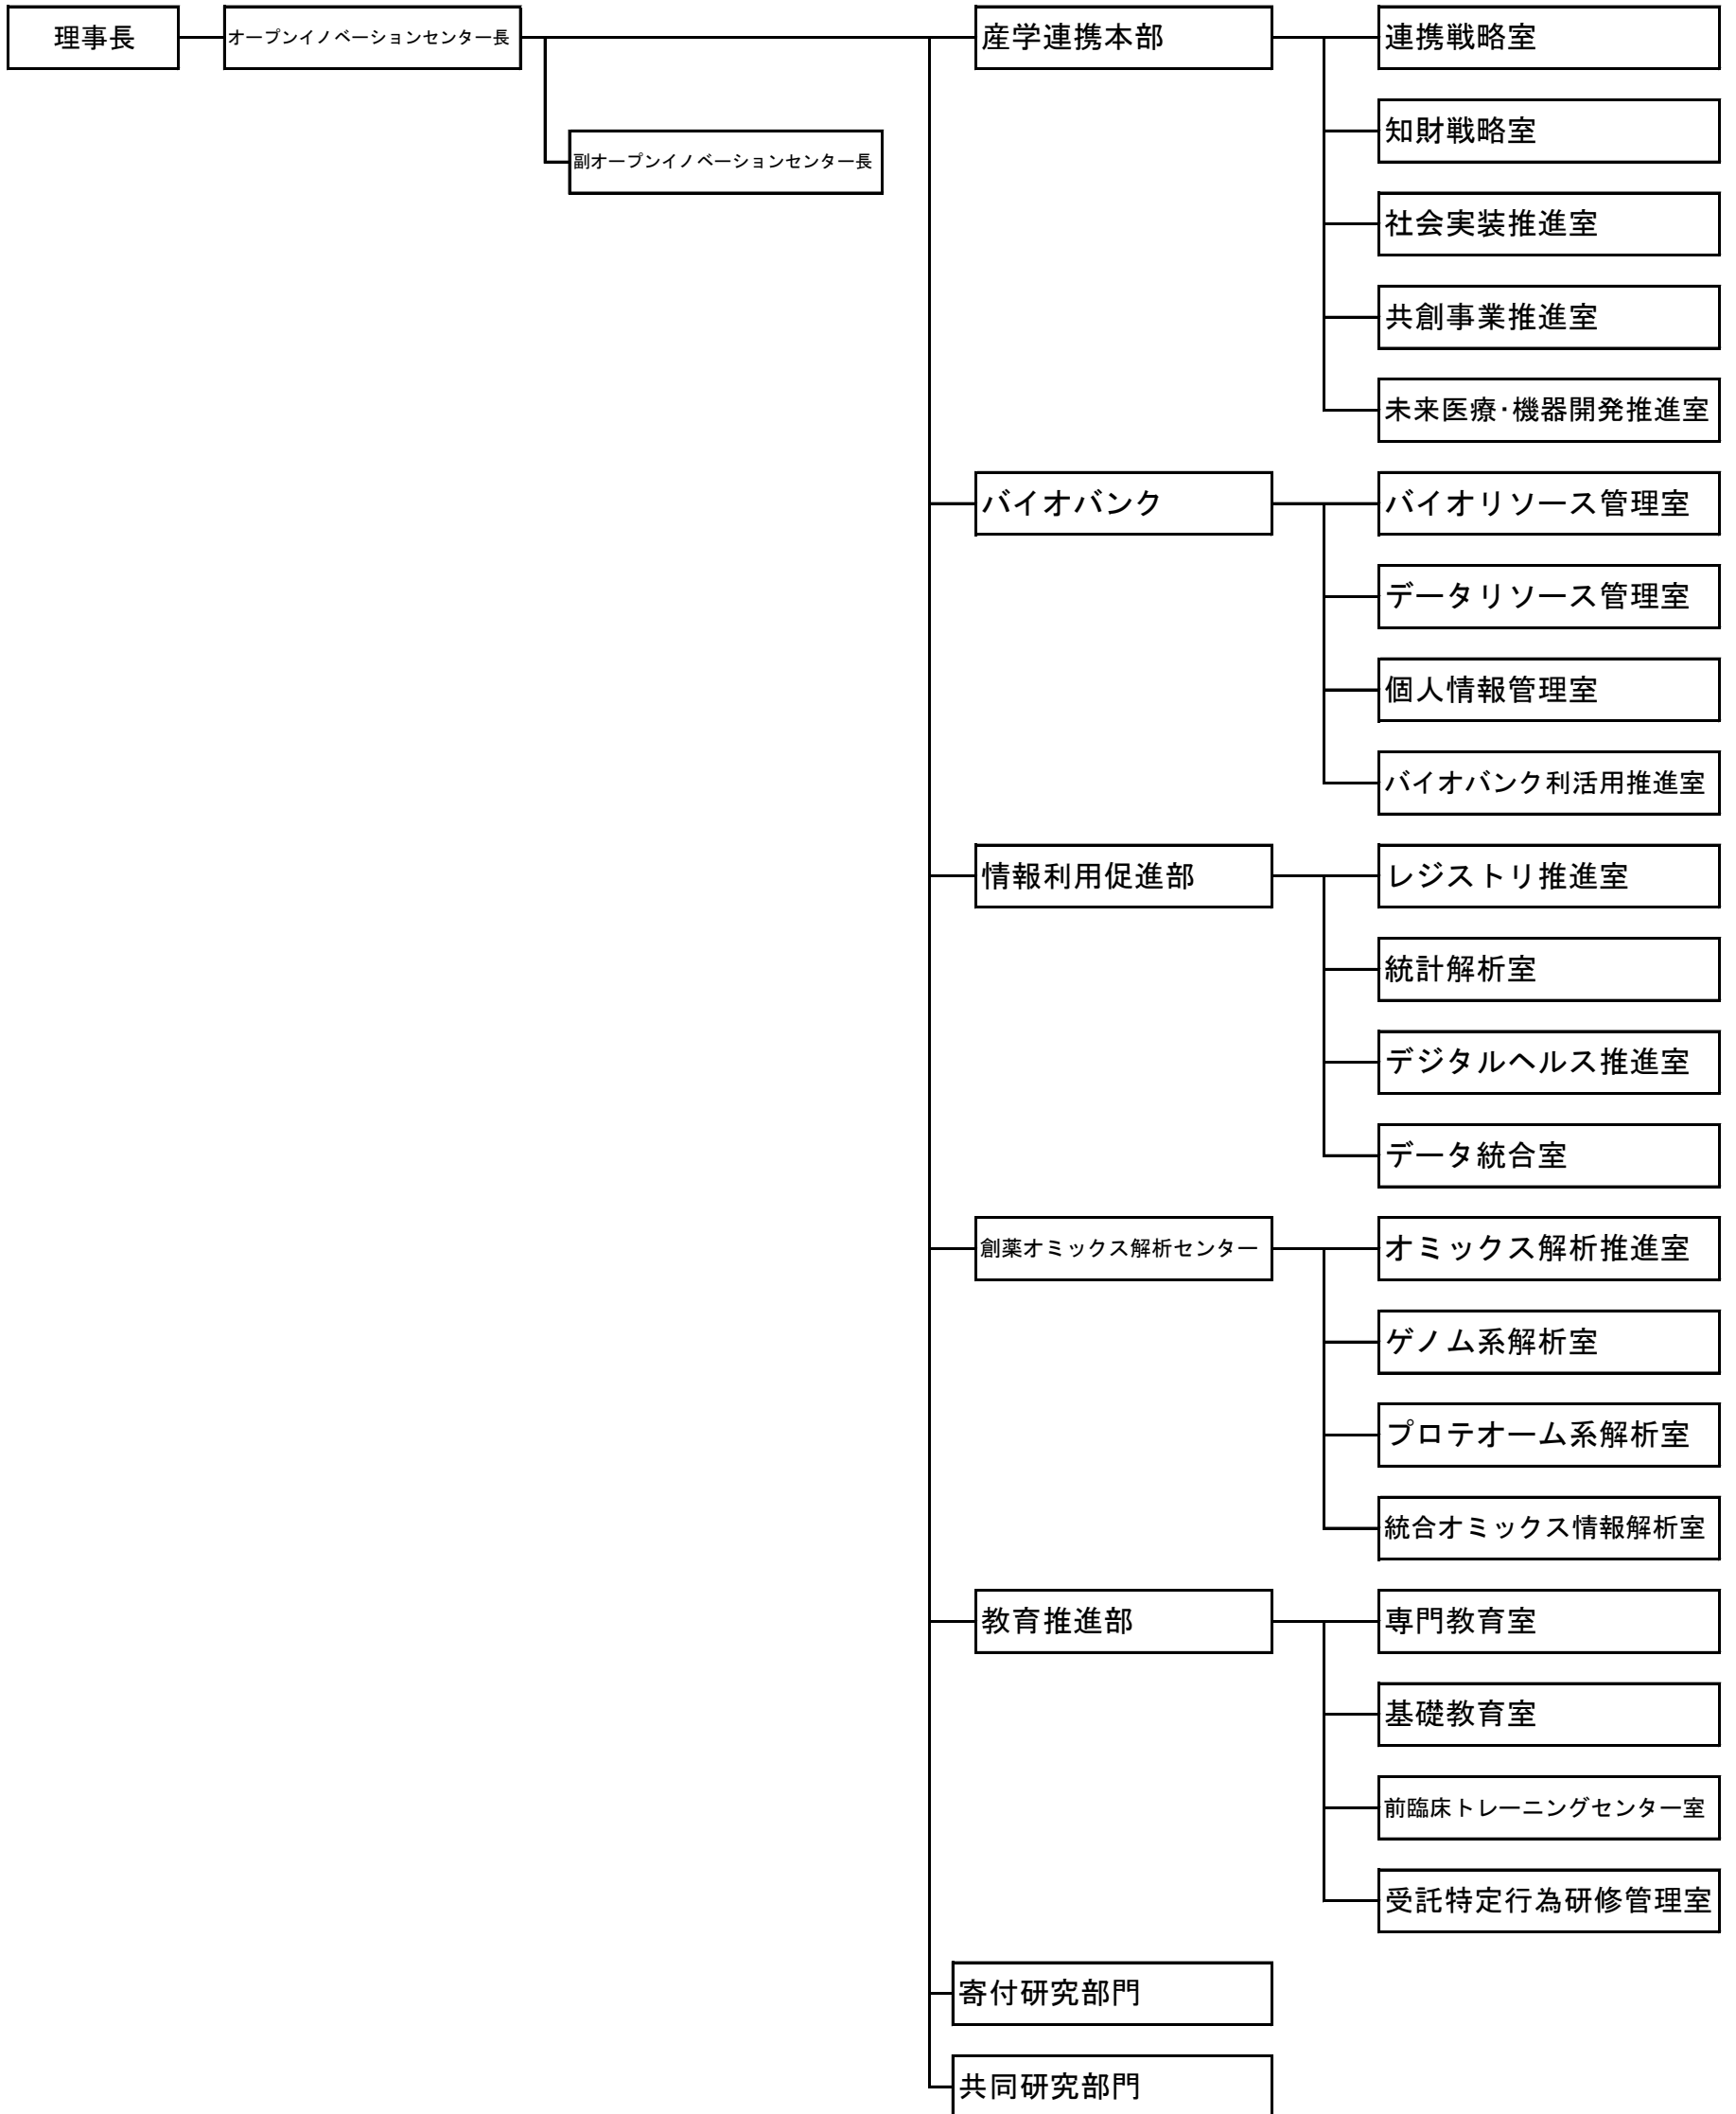 理事長
オープンイノベーションセンター長
産学連携本部
連携戦略室
知財戦略室
副オープンイノベーションセンター長
社会実装推進室
共創事業推進室
未来医療・機器開発推進室
バイオバンク
バイオリソース管理室
データリソース管理室
個人情報管理室
バイオバンク利活用推進室
情報利用促進部
レジストリ推進室
統計解析室
デジタルヘルス推進室
データ統合室
創薬オミックス解析センター
オミックス解析推進室
ゲノム系解析室
プロテオーム系解析室
統合オミックス情報解析室
教育推進部
専門教育室
基礎教育室
前臨床トレーニングセンター室
受託特定行為研修管理室
寄付研究部門
共同研究部門